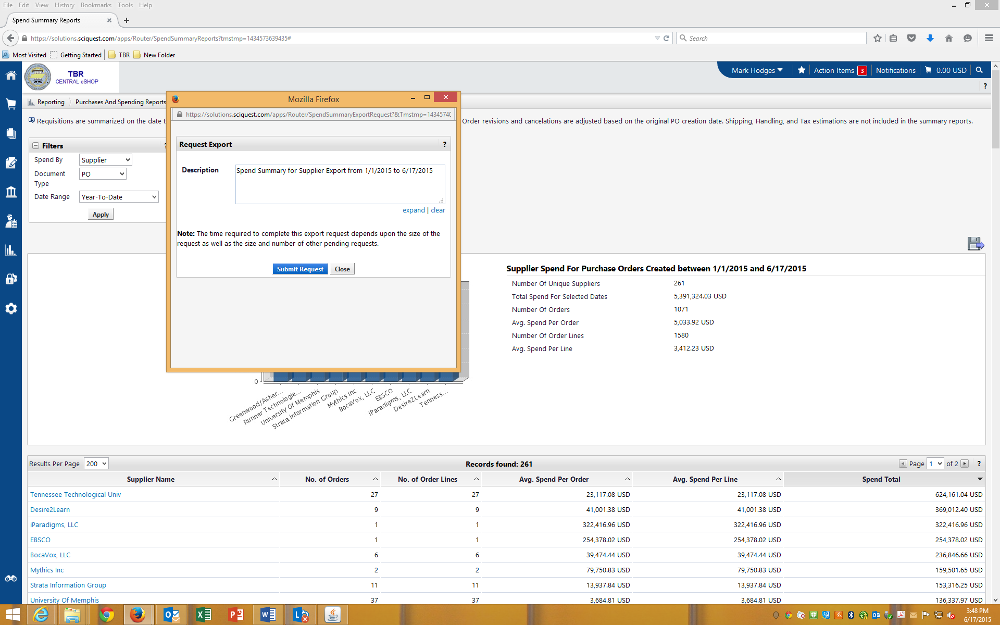 File Edit View History Bookmarks Tools Help
Spend Summary Reports
https://solutions.sciquest.com/apps/Router/SpendSummaryReports?tmstmp=1434573639435#
Search
Most Visited Getting Started TBR New Folder
TBR
CENTRAL eSHOP
Mark Hodges Action Items 3 Notifications 0.00 USD
?
Reporting Purchases And Spending Reports
Requisitions are summarized on the date t
Order revisions and cancelations are adjusted based on the original PO creation date. Shipping, Handling, and Tax estimations are not included in the summary reports.
Filters ?
Spend By Supplier
Document Type PO
Date Range Year-To-Date
Apply
Mozilla Firefox
https://solutions.sciquest.com/apps/Router/SpendSummaryExportRequest?&Tmstmp=14345740
Request Export ?
Description Spend Summary for Supplier Export from 1/1/2015 to 6/17/2015
expand | clear
Note: The time required to complete this export request depends upon the size of the
request as well as the size and number of other pending requests.
Submit Request Close
Supplier Spend For Purchase Orders Created between 1/1/2015 and 6/17/2015
Number Of Unique Suppliers 261
Total Spend For Selected Dates 5,391,324.03 USD
Number Of Orders 1071
Avg. Spend Per Order 5,033.92 USD
Number Of Order Lines 1580
Avg. Spend Per Line 3,412.23 USD
0
Greenwood/Asher...
Runner Technologie...
University Of Memphis
Strata Information Group
Mythics Inc
BocaVox, LLC
EBSCO
iParadigms, LLC
Desire2Learn
Tenness...
Results Per Page 200 Records found: 261 Page 1 of 2 ?
Supplier Name No. of Orders No. of Order Lines Avg. Spend Per Order Avg. Spend Per Line Spend Total
Tennessee Technological Univ 27 27 23,117.08 USD 23,117.08 USD 624,161.04 USD
Desire2Learn 9 9 41,001.38 USD 41,001.38 USD 369,012.40 USD
iParadigms, LLC 1 1 322,416.96 USD 322,416.96 USD 322,416.96 USD
EBSCO 1 1 254,378.02 USD 254,378.02 USD 254,378.02 USD
BocaVox, LLC 6 6 39,474.44 USD 39,474.44 USD 236,846.66 USD
Mythics Inc 2 2 79,750.83 USD 79,750.83 USD 159,501.65 USD
Strata Information Group 11 11 13,937.84 USD 13,937.84 USD 153,316.25 USD
University Of Memphis 37 37 3,684.81 USD 3,684.81 USD 136,337.97 USD
3:48 PM
6/17/2015